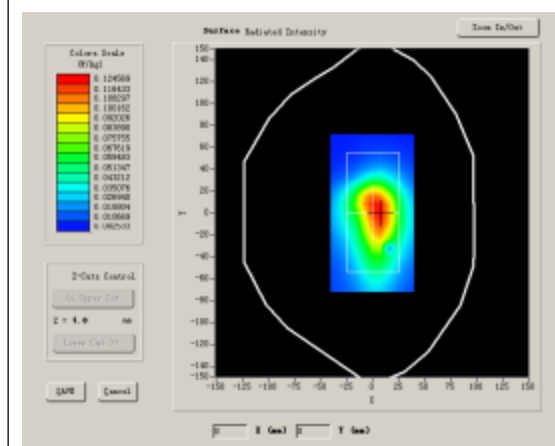 Surface Radiated Intensity
Zoom In/Out
Colors Scale
(W/kg)
0.124569
0.116433
0.108297
0.100162
0.092026
0.083890
0.075755
0.067619
0.059483
0.051347
0.043212
0.035076
0.026940
0.018804
0.010669
0.002533
Z-Cuts Control
Upper Cut
Z = 4.0 mm
Lower Cut >>
SAVE
Cancel
150
140
120
100
80
60
40
20
0
-20
-40
-60
-80
-100
-120
-140
-150
Y
-150 -125 -100 -75 -50 -25 0 25 50 75 100 125 150
X
0 X (mm) 0 Y (mm)